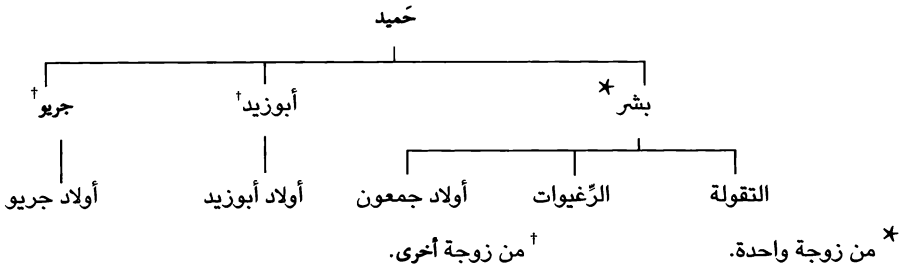 حَميد
بشر* أبوزيد† جريو†
التقولة الرِّغيوات أولاد جمعون أولاد أبوزيد أولاد جريو
*من زوجة واحدة. †من زوجة أخرى.